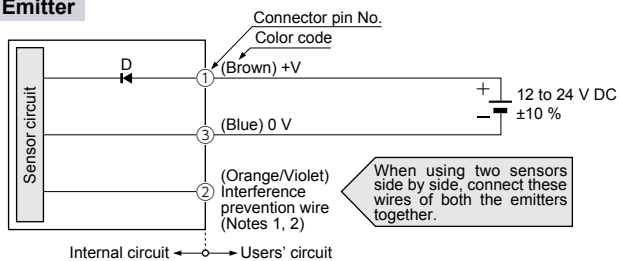 Emitter
Connector pin No.
Color code
D
1
(Brown) +V
+
12 to 24 V DC
−
±10 %
Sensor circuit
3
(Blue) 0 V
2
(Orange/Violet)
Interference
prevention wire
(Notes 1, 2)
When using two sensors
side by side, connect these
wires of both the emitters
together.
Internal circuit
Users' circuit